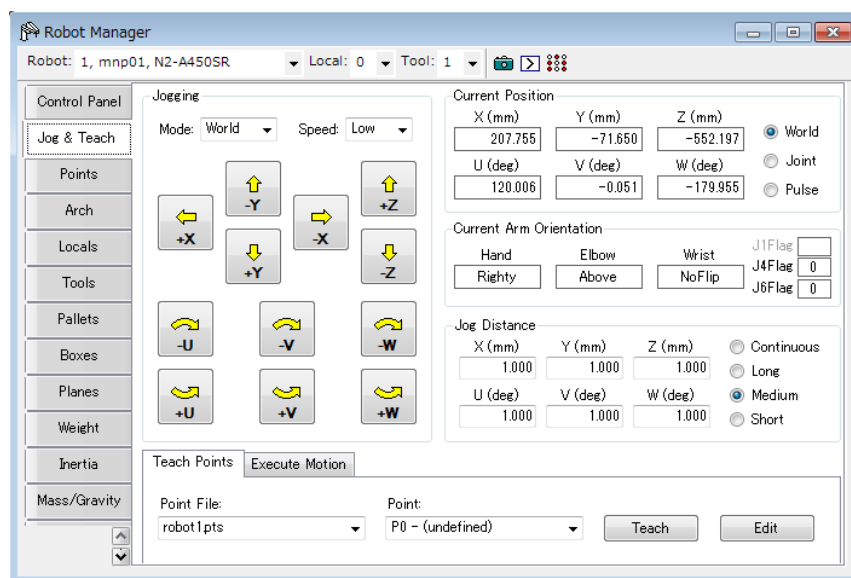 Robot Manager
Robot: 1, mnp01, N2-A450SR Local: 0 Tool: 1
Control Panel
Jog & Teach
Points
Arch
Locals
Tools
Pallets
Boxes
Planes
Weight
Inertia
Mass/Gravity
Jogging
Mode: World Speed: Low
-Y +Z
+X -X
+Y -Z
-U -V -W
+U +V +W
Current Position
X (mm) Y (mm) Z (mm)
207.755 -71.650 -552.197 World
U (deg) V (deg) W (deg) Joint
120.006 -0.051 -179.955 Pulse
Current Arm Orientation
Hand Elbow Wrist J1Flag
Righty Above NoFlip J4Flag 0
J6Flag 0
Jog Distance
X (mm) Y (mm) Z (mm) Continuous
1.000 1.000 1.000 Long
U (deg) V (deg) W (deg) Medium
1.000 1.000 1.000 Short
Teach Points Execute Motion
Point File: Point:
robot1.pts P0 - (undefined) Teach Edit